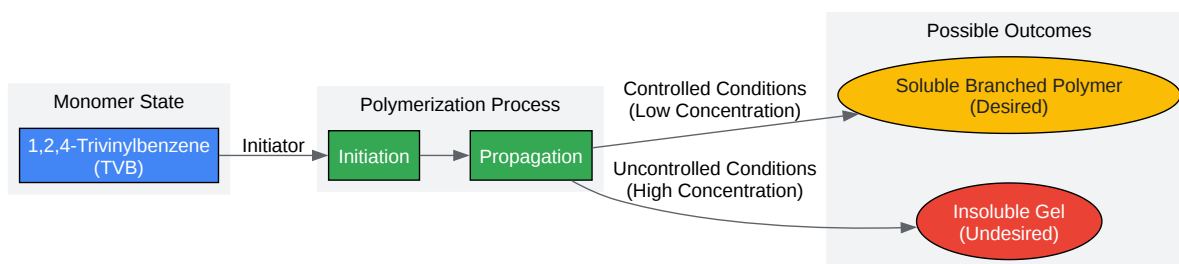 Monomer State
1,2,4-Trivinylbenzene
(TVB)
Initiator
Polymerization Process
Initiation
Propagation
Controlled Conditions
(Low Concentration)
Uncontrolled Conditions
(High Concentration)
Possible Outcomes
Soluble Branched Polymer
(Desired)
Insoluble Gel
(Undesired)